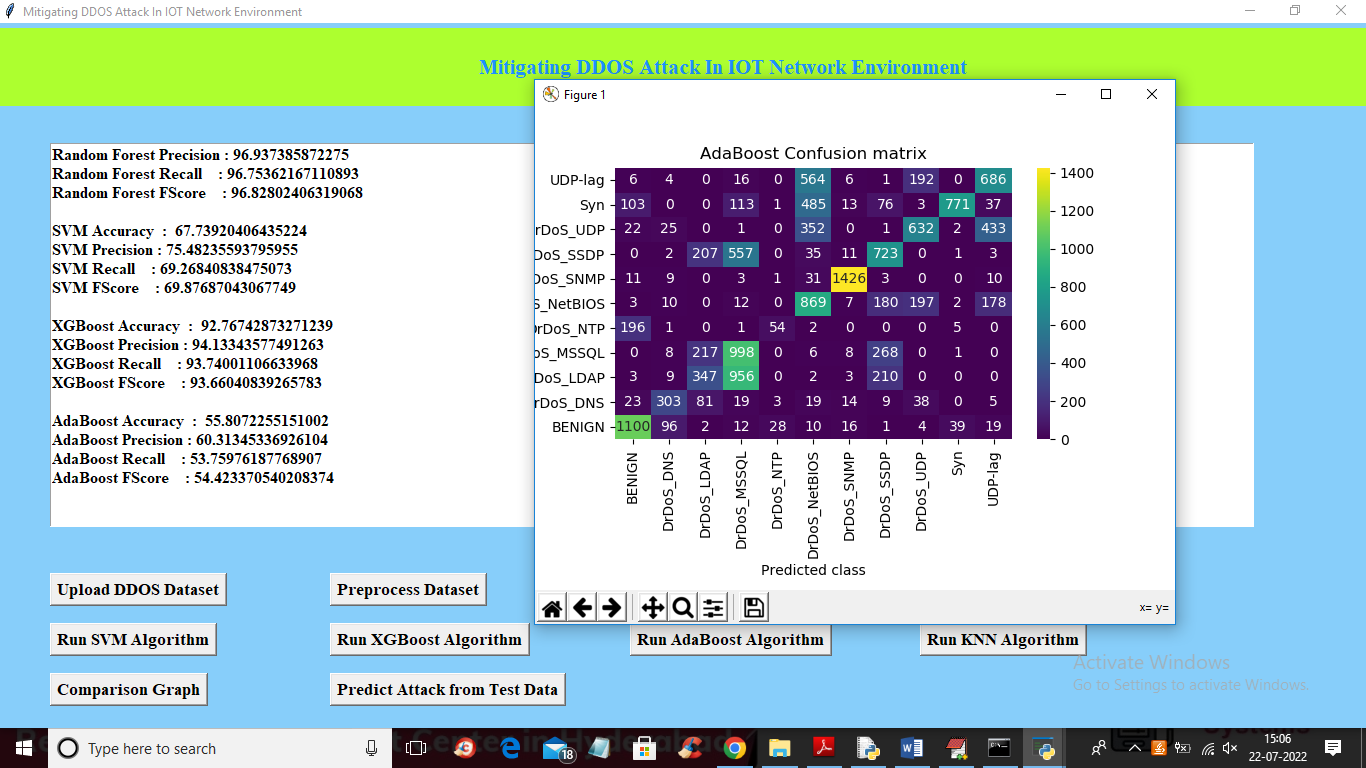 Mitigating DDOS Attack In IOT Network Environment
Mitigating DDOS Attack In IOT Network Environment
Random Forest Precision : 96.937385872275
Random Forest Recall : 96.75362167110893
Random Forest FScore : 96.82802406319068
SVM Accuracy : 67.73920406435224
SVM Precision : 75.48235593795955
SVM Recall : 69.26840838475073
SVM FScore : 69.87687043067749
XGBoost Accuracy : 92.76742873271239
XGBoost Precision : 94.13343577491263
XGBoost Recall : 93.74001106633968
XGBoost FScore : 93.66040839265783
AdaBoost Accuracy : 55.8072255151002
AdaBoost Precision : 60.31345336926104
AdaBoost Recall : 53.75976187768907
AdaBoost FScore : 54.423370540208374
Figure 1
AdaBoost Confusion matrix
UDP-lag 6 4 0 16 0 564 6 1 192 0 686
Syn 103 0 0 113 1 485 13 76 3 771 37
rDoS_UDP 22 25 0 1 0 352 0 1 632 2 433
DoS_SSDP 0 2 207 557 0 35 11 723 0 1 3
DoS_SNMP 11 9 0 3 1 31 1426 3 0 0 10
S_NetBIOS 3 10 0 12 0 869 7 180 197 2 178
DrDoS_NTP 196 1 0 1 54 2 0 0 0 5 0
oS_MSSQL 0 8 217 998 0 6 8 268 0 1 0
DoS_LDAP 3 9 347 956 0 2 3 210 0 0 0
rDoS_DNS 23 303 81 19 3 19 14 9 38 0 5
BENIGN 1100 96 2 12 28 10 16 1 4 39 19
BENIGN DrDoS_DNS DrDoS_LDAP DrDoS_MSSQL DrDoS_NTP DrDoS_NetBIOS DrDoS_SNMP DrDoS_SSDP DrDoS_UDP Syn UDP-lag
Predicted class
1400
1200
1000
800
600
400
200
0
x= y=
Upload DDOS Dataset
Preprocess Dataset
Run SVM Algorithm
Run XGBoost Algorithm
Run AdaBoost Algorithm
Run KNN Algorithm
Comparison Graph
Predict Attack from Test Data
Activate Windows
Go to Settings to activate Windows.
Type here to search
18
15:06
22-07-2022